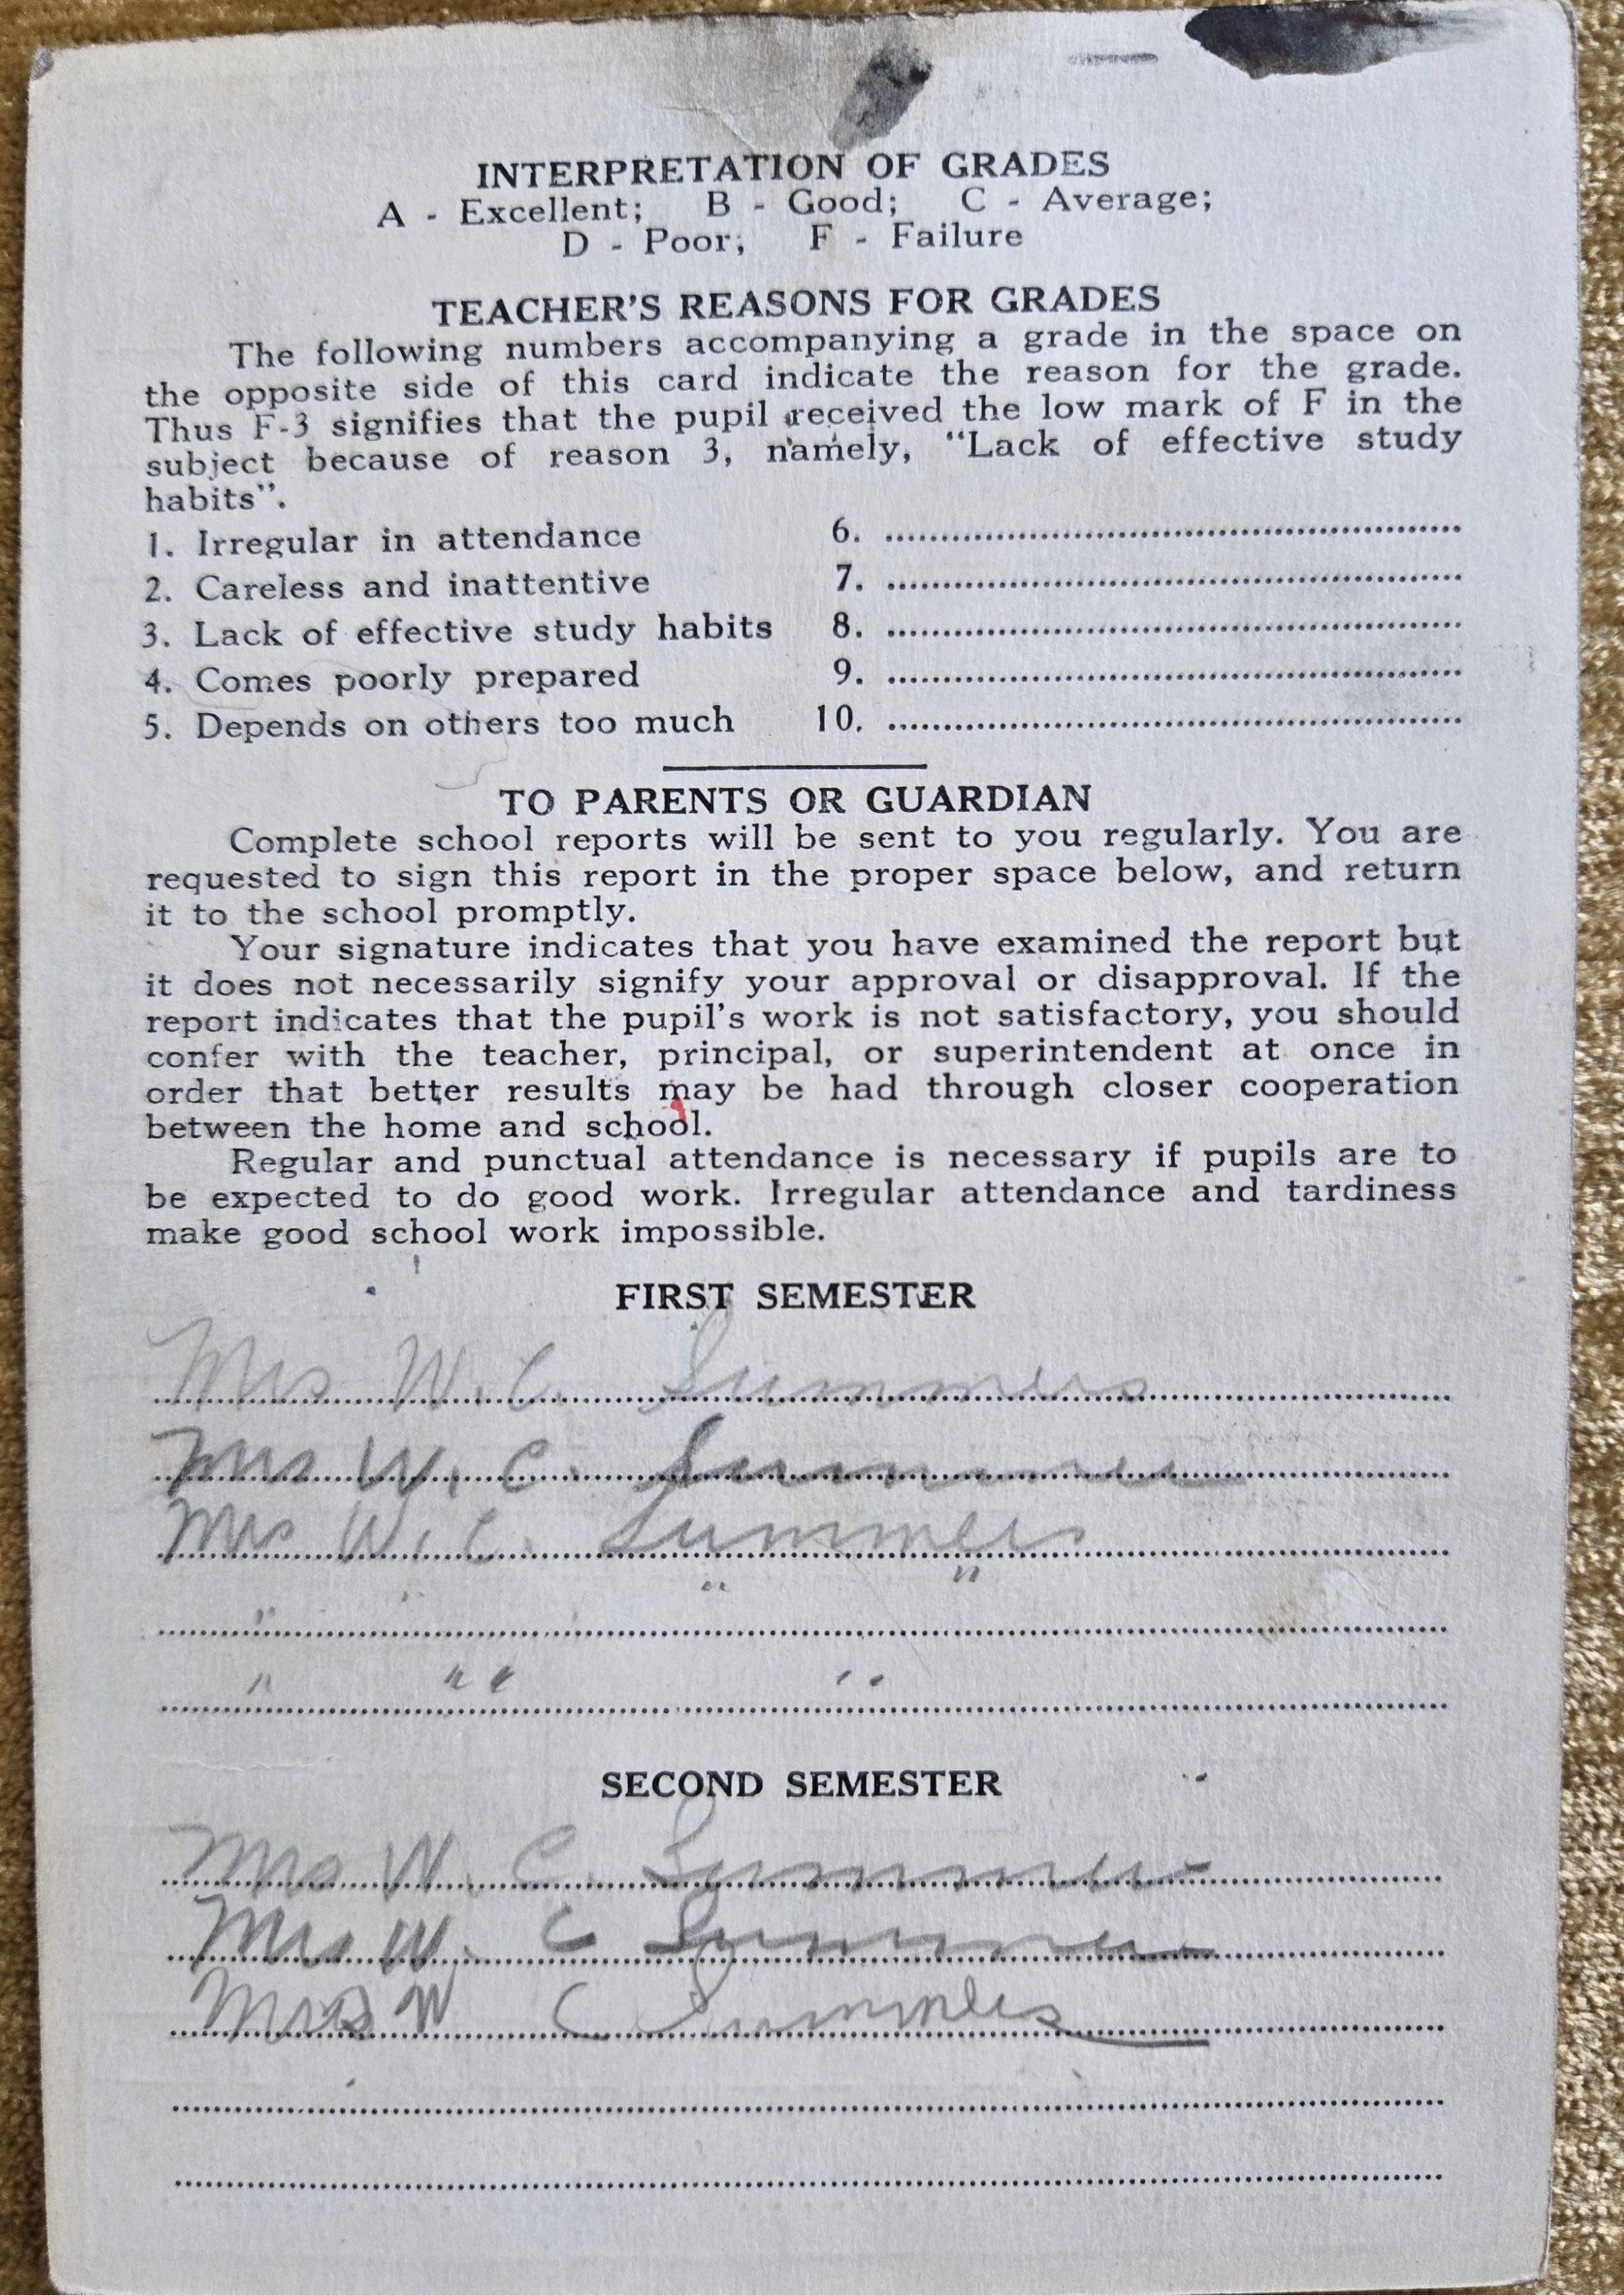 INTERPRETATION OF GRADES
A - Excellent; B - Good; C - Average;
D - Poor; F - Failure
TEACHER'S REASONS FOR GRADES
The following numbers accompanying a grade in the space on
the opposite side of this card indicate the reason for the grade.
Thus F-3 signifies that the pupil received the low mark of F in the
subject because of reason 3, namely, "Lack of effective study
habits".
1. Irregular in attendance 6.
2. Careless and inattentive 7.
3. Lack of effective study habits 8.
4. Comes poorly prepared 9.
5. Depends on others too much 10.
TO PARENTS OR GUARDIAN
Complete school reports will be sent to you regularly. You are
requested to sign this report in the proper space below, and return
it to the school promptly.
Your signature indicates that you have examined the report but
it does not necessarily signify your approval or disapproval. If the
report indicates that the pupil's work is not satisfactory, you should
confer with the teacher, principal, or superintendent at once in
order that better results may be had through closer cooperation
between the home and school.
Regular and punctual attendance is necessary if pupils are to
be expected to do good work. Irregular attendance and tardiness
make good school work impossible.
FIRST SEMESTER
Mrs W. C. Summers
Mrs W. C. Summers
Mrs W. C. Summers
" " " "
" " " "
SECOND SEMESTER
Mrs W. C. Summers
Mrs W. C Summers
Mrs W C Summers